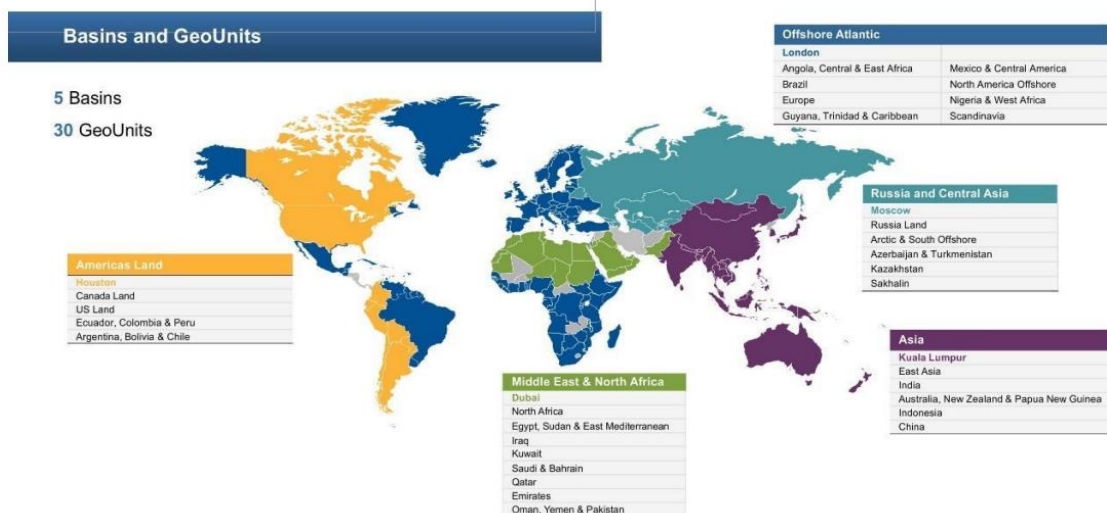 Basins and GeoUnits
5 Basins
30 GeoUnits
Offshore Atlantic
London
Angola, Central & East Africa Mexico & Central America
Brazil North America Offshore
Europe Nigeria & West Africa
Guyana, Trinidad & Caribbean Scandinavia
Russia and Central Asia
Moscow
Russia Land
Arctic & South Offshore
Azerbaijan & Turkmenistan
Kazakhstan
Sakhalin
Americas Land
Houston
Canada Land
US Land
Ecuador, Colombia & Peru
Argentina, Bolivia & Chile
Asia
Kuala Lumpur
East Asia
India
Australia, New Zealand & Papua New Guinea
Indonesia
China
Middle East & North Africa
Dubai
North Africa
Egypt, Sudan & East Mediterranean
Iraq
Kuwait
Saudi & Bahrain
Qatar
Emirates
Oman, Yemen & Pakistan